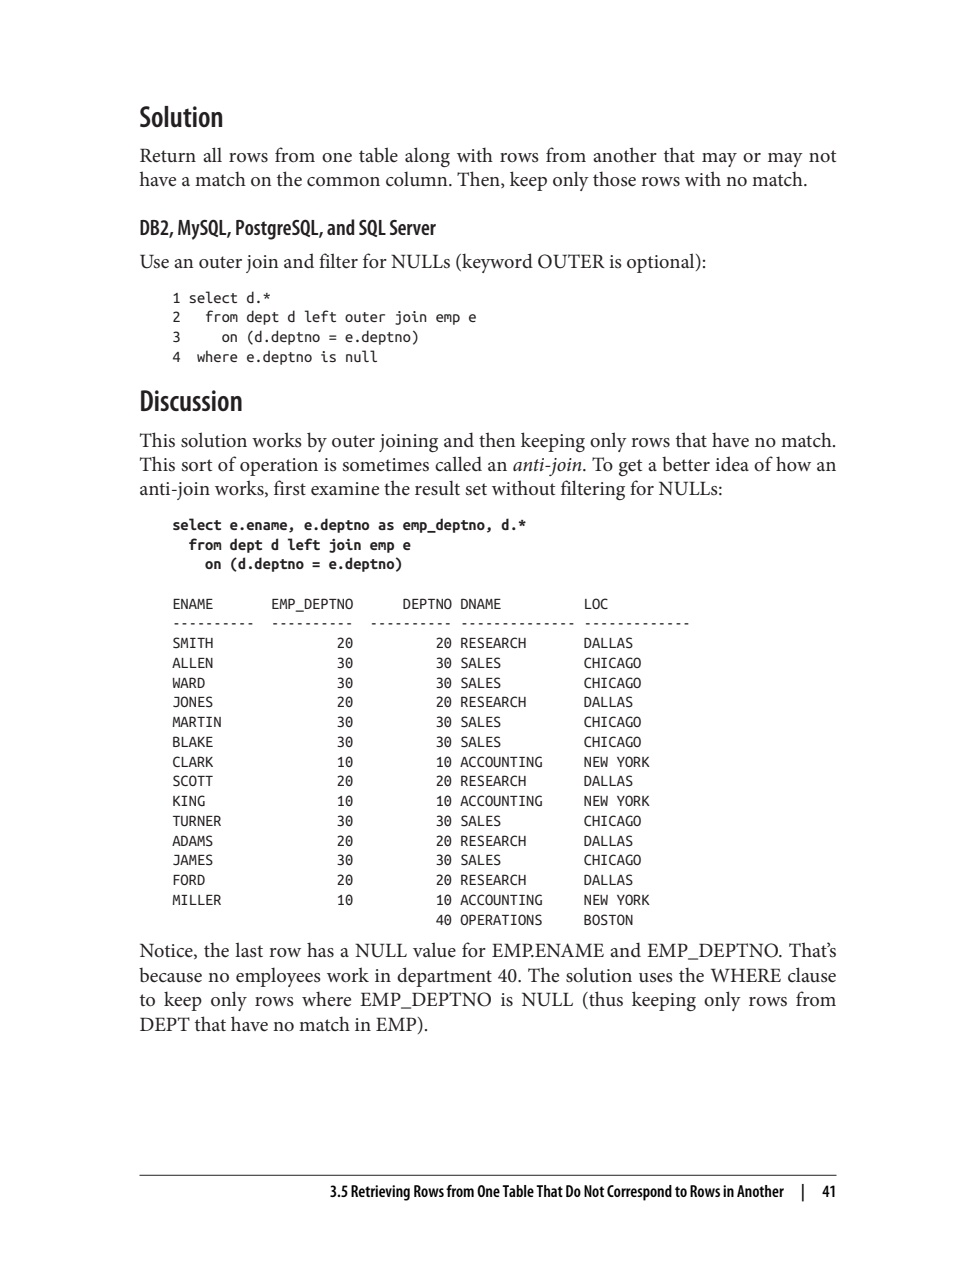 Solution
Return all rows from one table along with rows from another that may or may not
have a match on the common column. Then, keep only those rows with no match.
DB2, MySQL, PostgreSQL, and SQL Server
Use an outer join and filter for NULLs (keyword OUTER is optional):
1 select d.*
2   from dept d left outer join emp e
3     on (d.deptno = e.deptno)
4  where e.deptno is null
Discussion
This solution works by outer joining and then keeping only rows that have no match.
This sort of operation is sometimes called an anti-join. To get a better idea of how an
anti-join works, first examine the result set without filtering for NULLs:
select e.ename, e.deptno as emp_deptno, d.*
  from dept d left join emp e
    on (d.deptno = e.deptno)
ENAME       EMP_DEPTNO      DEPTNO DNAME          LOC
----------  ----------  ---------- -------------- -------------
SMITH               20          20 RESEARCH       DALLAS
ALLEN               30          30 SALES          CHICAGO
WARD                30          30 SALES          CHICAGO
JONES               20          20 RESEARCH       DALLAS
MARTIN              30          30 SALES          CHICAGO
BLAKE               30          30 SALES          CHICAGO
CLARK               10          10 ACCOUNTING     NEW YORK
SCOTT               20          20 RESEARCH       DALLAS
KING                10          10 ACCOUNTING     NEW YORK
TURNER              30          30 SALES          CHICAGO
ADAMS               20          20 RESEARCH       DALLAS
JAMES               30          30 SALES          CHICAGO
FORD                20          20 RESEARCH       DALLAS
MILLER              10          10 ACCOUNTING     NEW YORK
                                40 OPERATIONS     BOSTON
Notice, the last row has a NULL value for EMP.ENAME and EMP_DEPTNO. That’s
because no employees work in department 40. The solution uses the WHERE clause
to keep only rows where EMP_DEPTNO is NULL (thus keeping only rows from
DEPT that have no match in EMP).
3.5 Retrieving Rows from One Table That Do Not Correspond to Rows in Another | 41